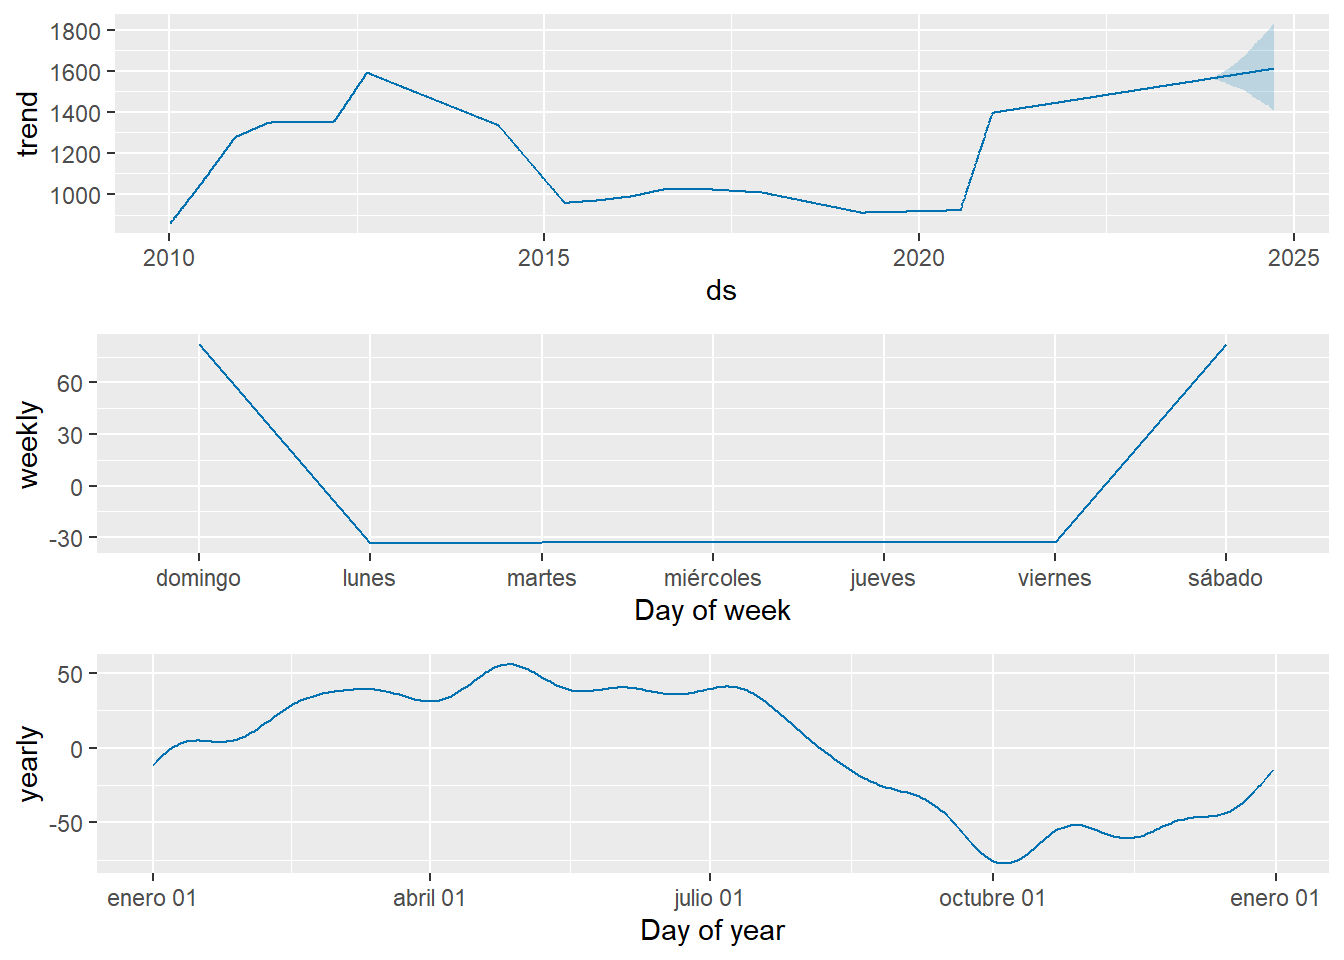 trend
1800
1600
1400
1200
1000
2010 2015 2020 2025
ds
weekly
60
30
0
-30
domingo lunes martes miércoles jueves viernes sábado
Day of week
yearly
50
0
-50
enero 01 abril 01 julio 01 octubre 01 enero 01
Day of year